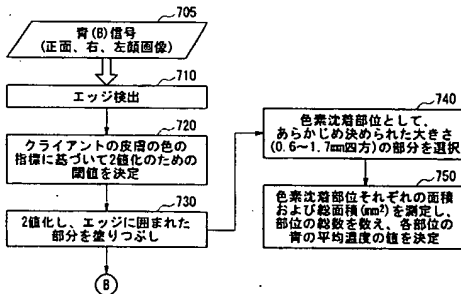 705
青(B)信号
(正面、右、左顔画像)
710
エッジ検出
720
クライアントの皮膚の色の
指標に基づいて2値化のための
閾値を決定
730
2値化し、エッジに囲まれた
部分を塗りつぶし
B
740
色素沈着部位として、
あらかじめ決められた大きさ
(0.6~1.7mm四方)の部分を選択
750
色素沈着部位それぞれの面積
および総面積(mm²)を測定し、
部位の総数を数え、各部位の
青の平均濃度の値を決定